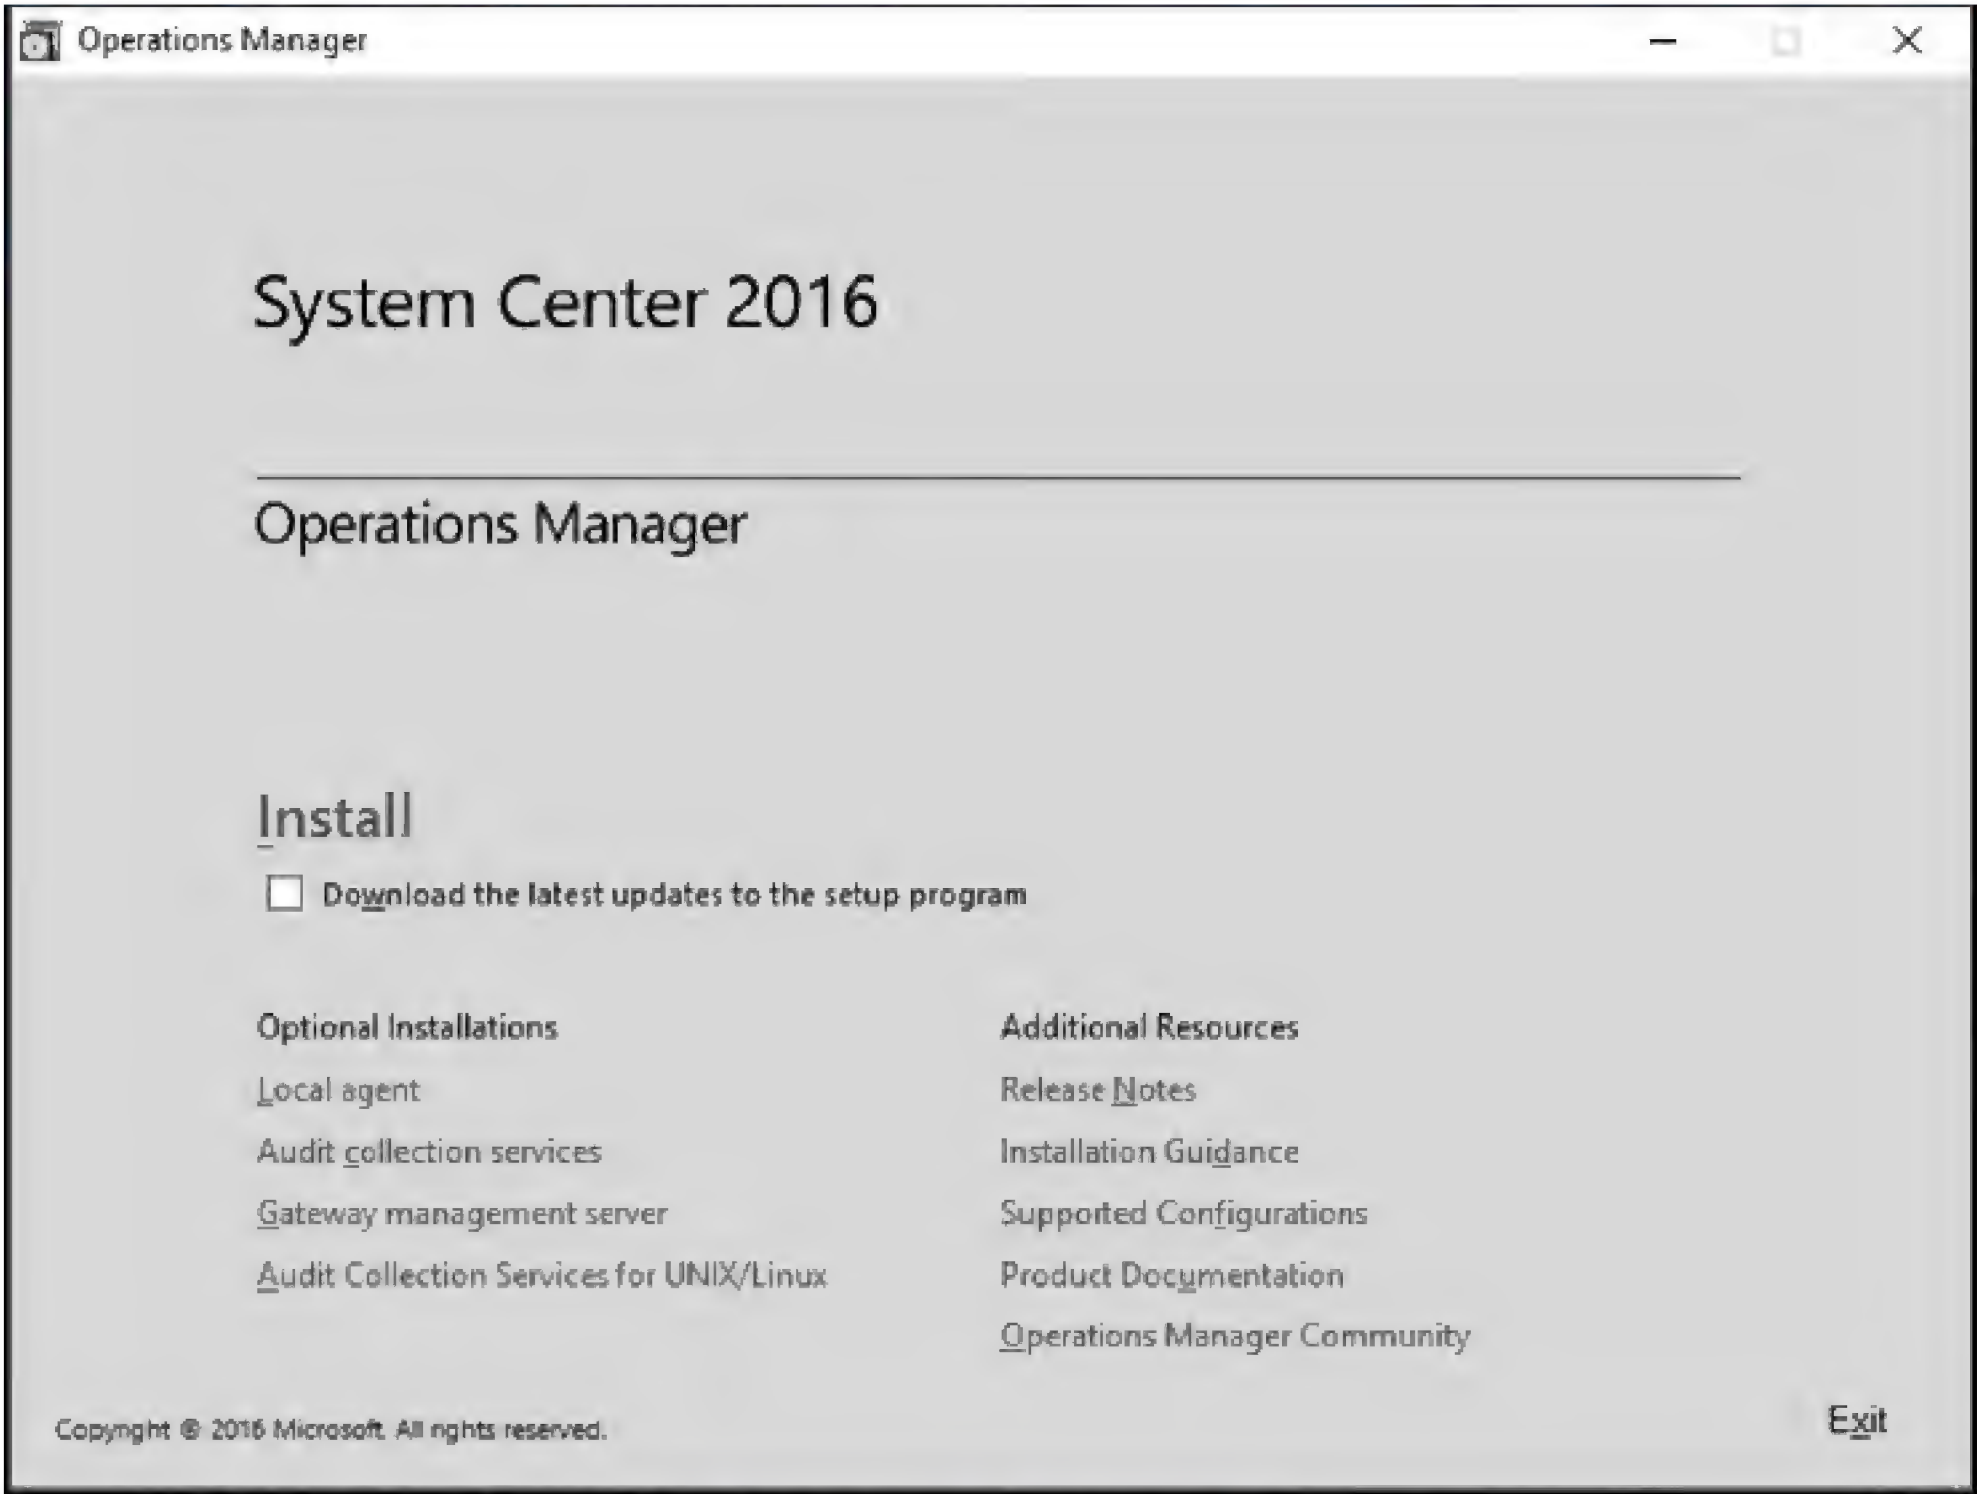 Operations Manager
System Center 2016
Operations Manager
Install
Download the latest updates to the setup program
Optional Installations
Local agent
Audit collection services
Gateway management server
Audit Collection Services for UNIX/Linux
Additional Resources
Release Notes
Installation Guidance
Supported Configurations
Product Documentation
Operations Manager Community
Copyright © 2016 Microsoft. All rights reserved.
Exit